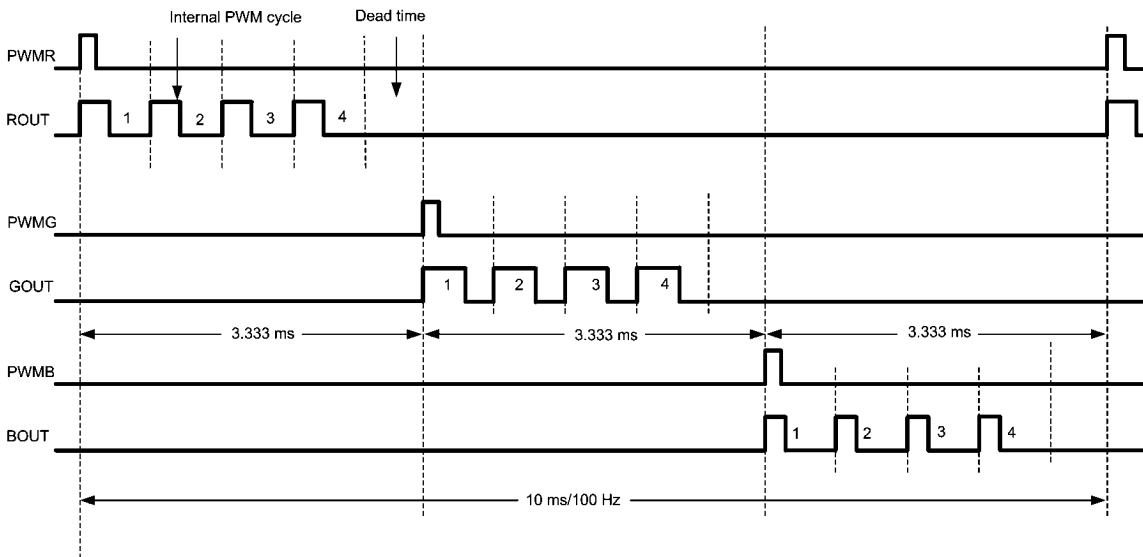 Internal PWM cycle Dead time
PWMR
ROUT 1 2 3 4
PWMG
GOUT 1 2 3 4
3.333 ms 3.333 ms 3.333 ms
PWMB
BOUT 1 2 3 4
10 ms/100 Hz